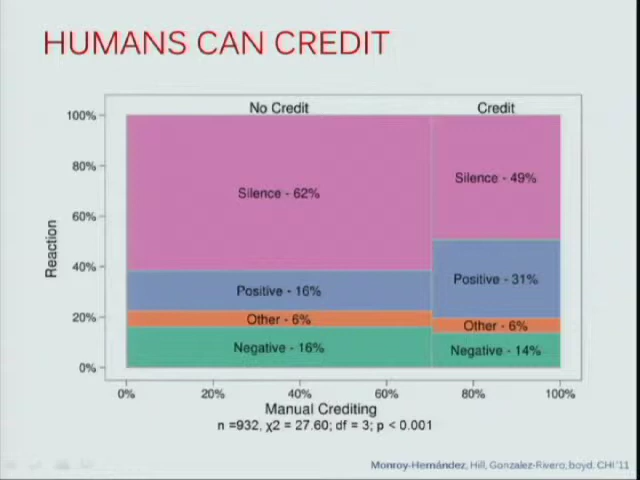 HUMANS CAN CREDIT
No Credit
Credit
100%
80%
60%
40%
20%
0%
Reaction
Silence - 62%
Silence - 49%
Positive - 16%
Positive - 31%
Other - 6%
Other - 6%
Negative - 16%
Negative - 14%
0%
20%
40%
60%
80%
100%
Manual Crediting
n =932, χ2 = 27.60; df = 3; p < 0.001
Monroy-Hernández, Hill, Gonzalez-Rivero, boyd. CHI'11